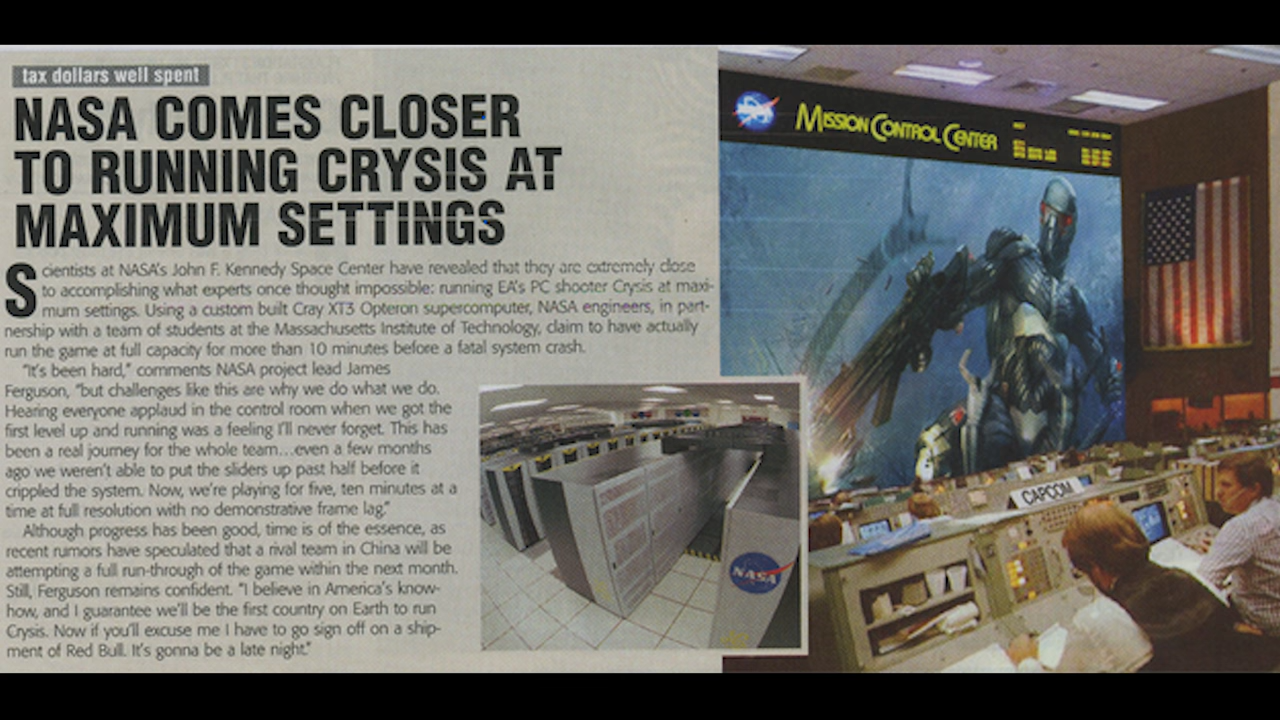 tax dollars well spent
NASA COMES CLOSER
TO RUNNING CRYSIS AT
MAXIMUM SETTINGS
Scientists at NASA's John F. Kennedy Space Center have revealed that they are extremely close
to accomplishing what experts once thought impossible: running EA's PC shooter Crysis at maxi-
mum settings. Using a custom built Cray XT3 Opteron supercomputer, NASA engineers, in part-
nership with a team of students at the Massachusetts Institute of Technology, claim to have actually
run the game at full capacity for more than 10 minutes before a fatal system crash.
"It's been hard," comments NASA project lead James
Ferguson, "but challenges like this are why we do what we do.
Hearing everyone applaud in the control room when we got the
first level up and running was a feeling I'll never forget. This has
been a real journey for the whole team...even a few months
ago we weren't able to put the sliders up past half before it
crippled the system. Now, we're playing for five, ten minutes at a
time at full resolution with no demonstrative frame lag."
Although progress has been good, time is of the essence, as
recent rumors have speculated that a rival team in China will be
attempting a full run-through of the game within the next month.
Still, Ferguson remains confident. "I believe in America's know-
how, and I guarantee we'll be the first country on Earth to run
Crysis. Now if you'll excuse me I have to go sign off on a ship-
ment of Red Bull. It's gonna be a late night."
NASA
NASA
MISSION CONTROL CENTER
CAPCOM